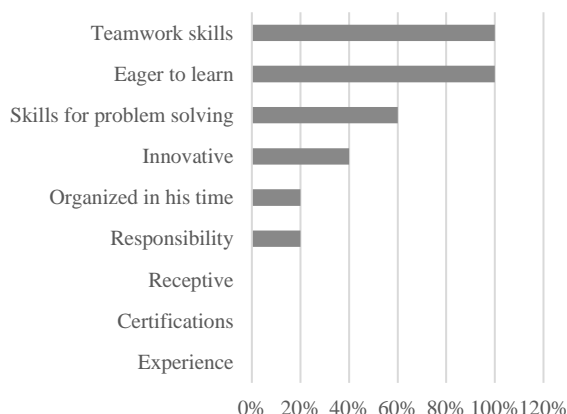 Teamwork skills
Eager to learn
Skills for problem solving
Innovative
Organized in his time
Responsibility
Receptive
Certifications
Experience
0% 20% 40% 60% 80% 100% 120%